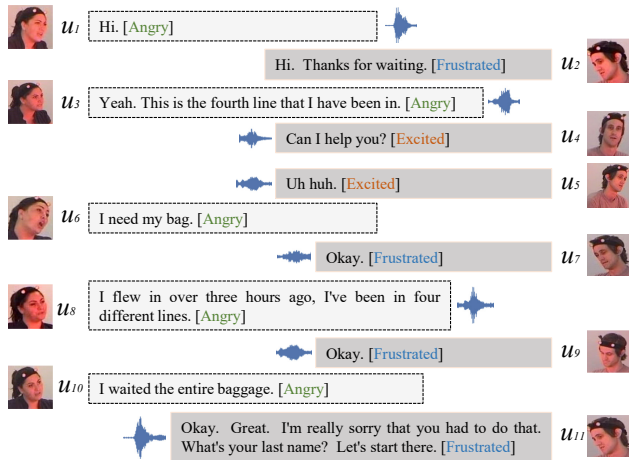 u1 Hi. [Angry]
Hi. Thanks for waiting. [Frustrated] u2
u3 Yeah. This is the fourth line that I have been in. [Angry]
Can I help you? [Excited] u4
Uh huh. [Excited] u5
u6 I need my bag. [Angry]
Okay. [Frustrated] u7
u8 I flew in over three hours ago, I've been in four
different lines. [Angry]
Okay. [Frustrated] u9
u10 I waited the entire baggage. [Angry]
Okay. Great. I'm really sorry that you had to do that.
What's your last name? Let's start there. [Frustrated] u11